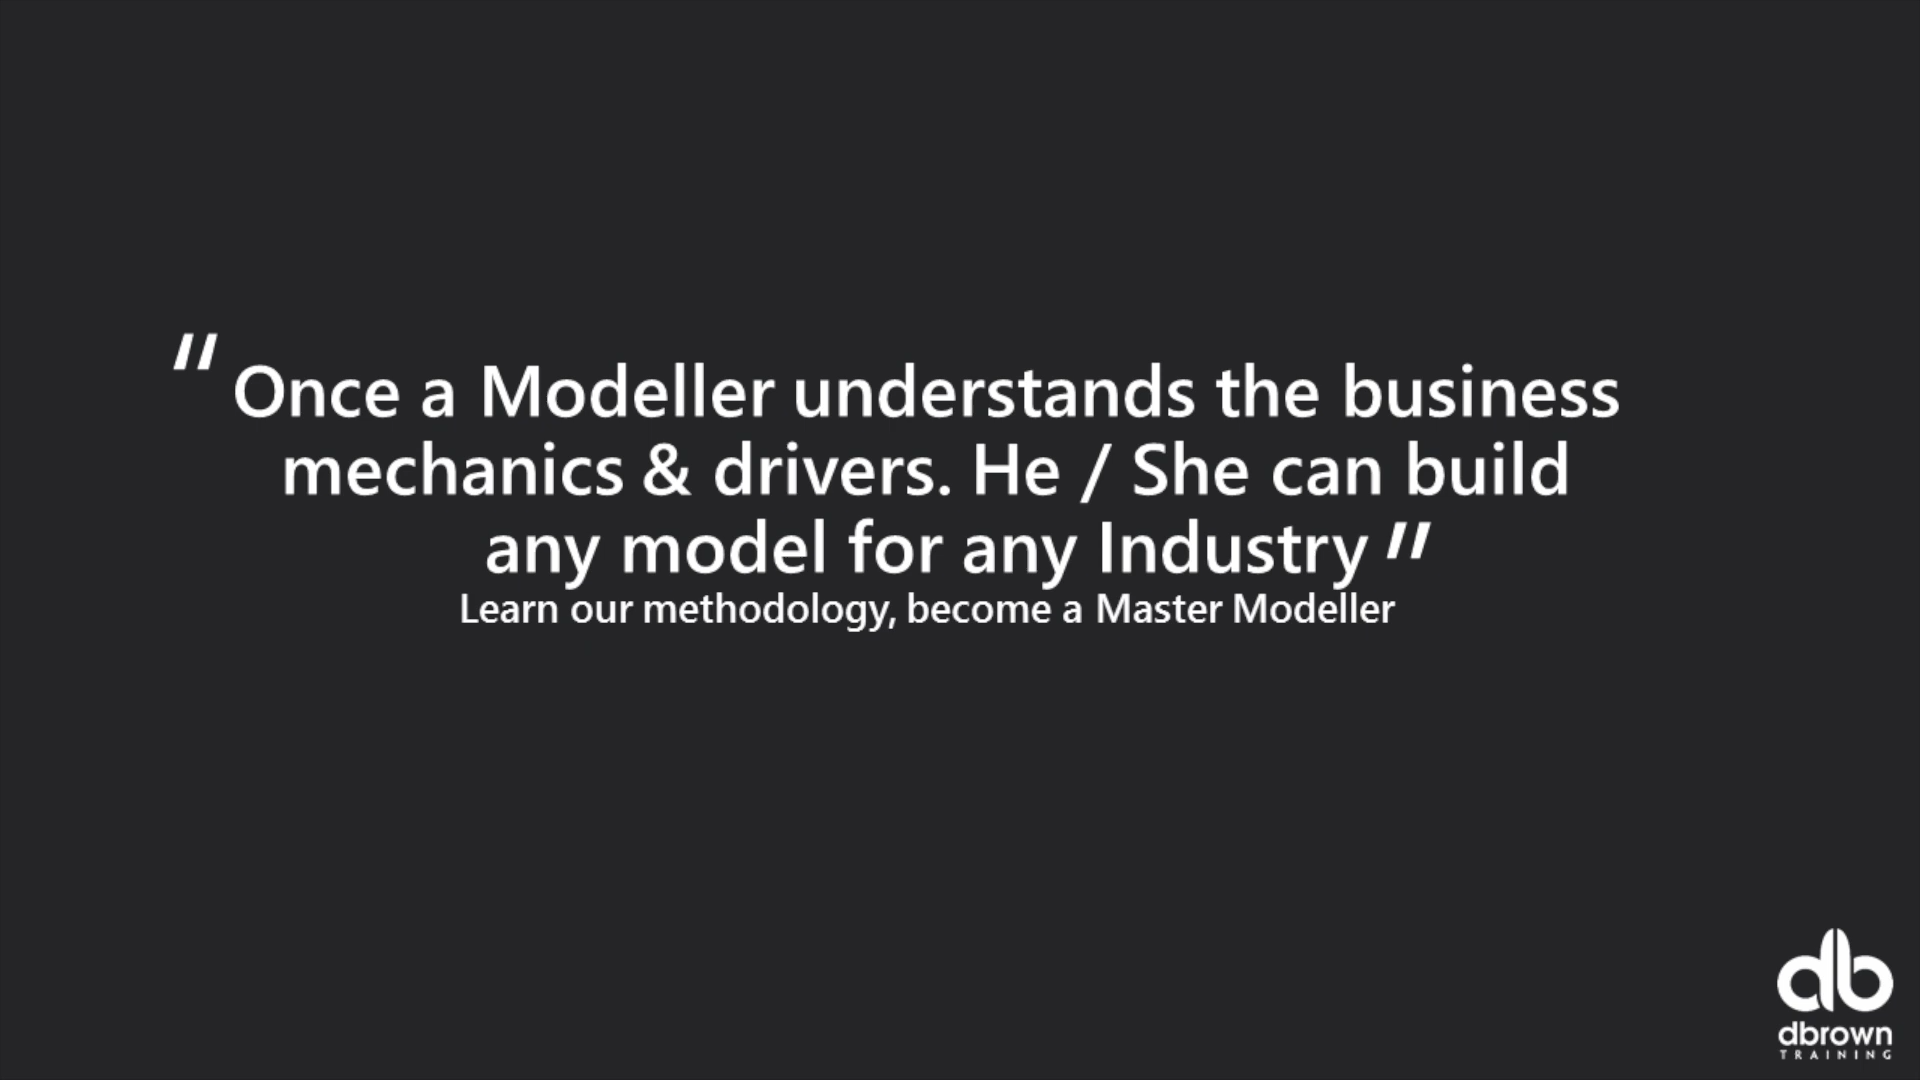 " Once a Modeller understands the business
mechanics & drivers. He / She can build
any model for any Industry "
Learn our methodology, become a Master Modeller
db
dbrown
TRAINING